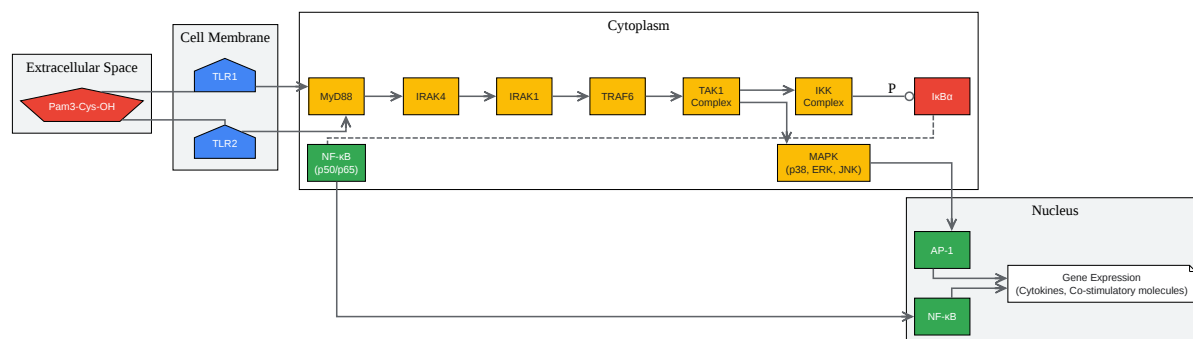 Cytoplasm
Cell Membrane
Extracellular Space
TLR1
Pam3-Cys-OH
TLR2
MyD88
IRAK4
IRAK1
TRAF6
TAK1
Complex
IKK
Complex
P
IκBα
NF-κB
(p50/p65)
MAPK
(p38, ERK, JNK)
Nucleus
AP-1
Gene Expression
(Cytokines, Co-stimulatory molecules)
NF-κB